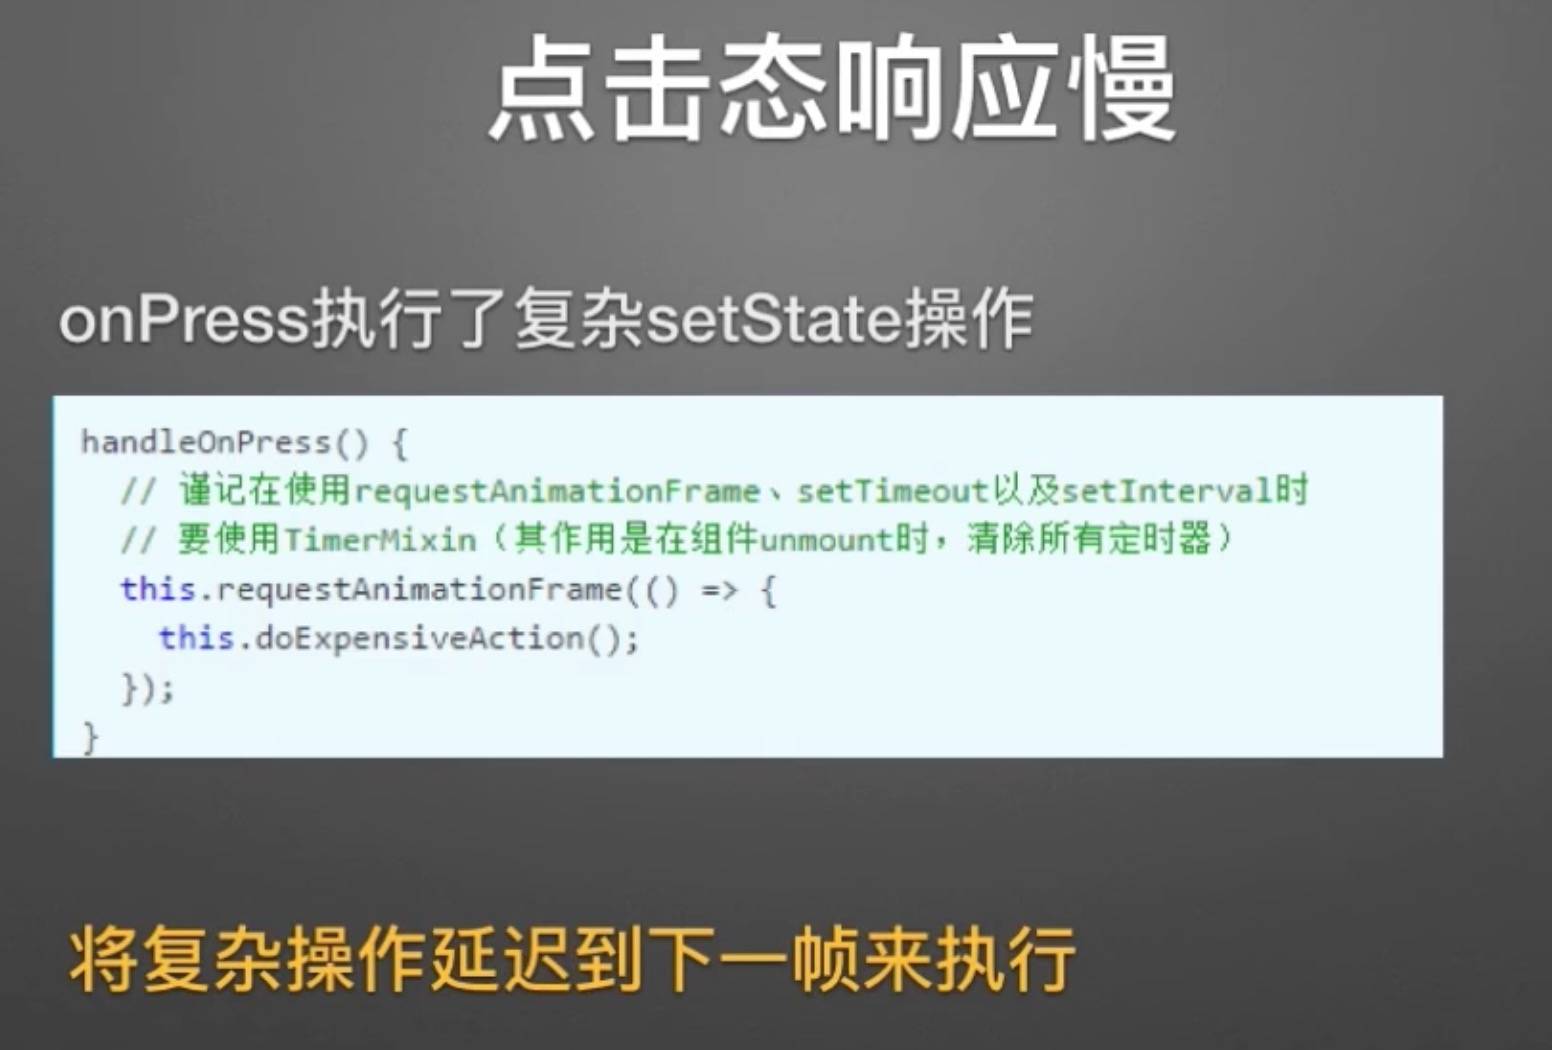 点击态响应慢
onPress执行了复杂setState操作
handleOnPress() {
// 谨记在使用requestAnimationFrame、setTimeout以及setInterval时
// 要使用TimerMixin（其作用是在组件unmount时，清除所有定时器）
this.requestAnimationFrame(() => {
this.doExpensiveAction();
});
}
将复杂操作延迟到下一帧来执行